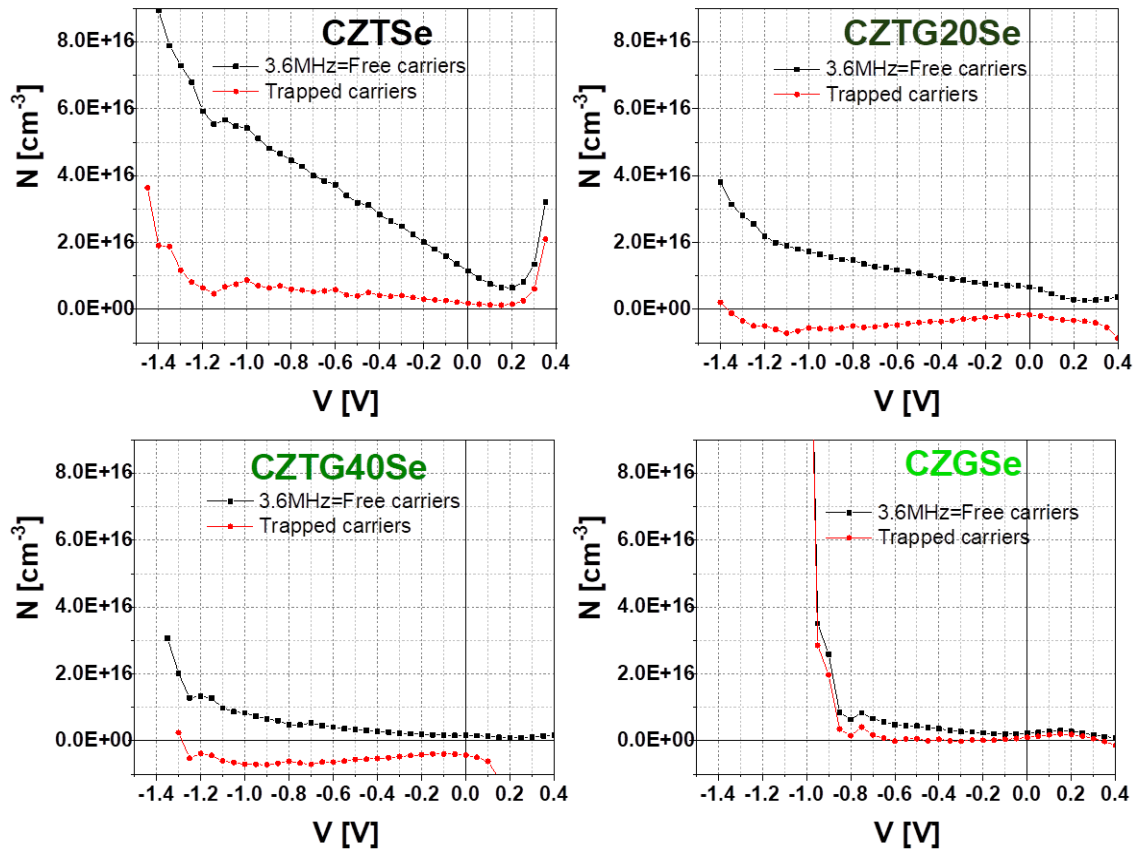 CZTSe
3.6MHz=Free carriers
Trapped carriers
N [cm-3]
8.0E+16
6.0E+16
4.0E+16
2.0E+16
0.0E+00
-1.4 -1.2 -1.0 -0.8 -0.6 -0.4 -0.2 0.0 0.2 0.4
V [V]
CZTG20Se
3.6MHz=Free carriers
Trapped carriers
N [cm-3]
8.0E+16
6.0E+16
4.0E+16
2.0E+16
0.0E+00
-1.4 -1.2 -1.0 -0.8 -0.6 -0.4 -0.2 0.0 0.2 0.4
V [V]
CZTG40Se
3.6MHz=Free carriers
Trapped carriers
N [cm-3]
8.0E+16
6.0E+16
4.0E+16
2.0E+16
0.0E+00
-1.4 -1.2 -1.0 -0.8 -0.6 -0.4 -0.2 0.0 0.2 0.4
V [V]
CZGSe
3.6MHz=Free carriers
Trapped carriers
N [cm-3]
8.0E+16
6.0E+16
4.0E+16
2.0E+16
0.0E+00
-1.4 -1.2 -1.0 -0.8 -0.6 -0.4 -0.2 0.0 0.2 0.4
V [V]